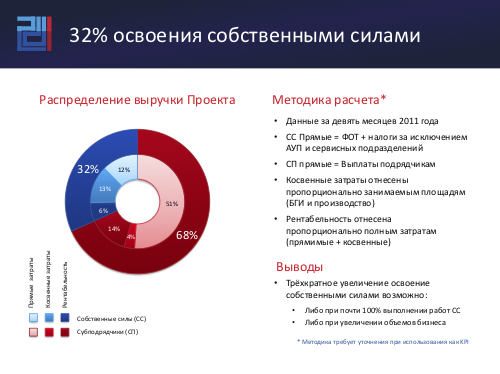 32% освоения собственными силами
Распределение выручки Проекта
32%
12%
13%
6%
51%
14%
4%
68%
Прямые затраты
Косвенные затраты
Рентабельность
Собственные силы (СС)
Субподрядчики (СП)
Методика расчета*
• Данные за девять месяцев 2011 года
• СС Прямые = ФОТ + налоги за исключением
АУП и сервисных подразделений
• СП прямые = Выплаты подрядчикам
• Косвенные затраты отнесены
пропорционально занимаемым площадям
(БГИ и производство)
• Рентабельность отнесена
пропорционально полным затратам
(прямимые + косвенные)
Выводы
• Трёхкратное увеличение освоение
собственными силами возможно:
• Либо при почти 100% выполнении работ СС
• Либо при увеличении объемов бизнеса
* Методика требует уточнения при использования как KPI